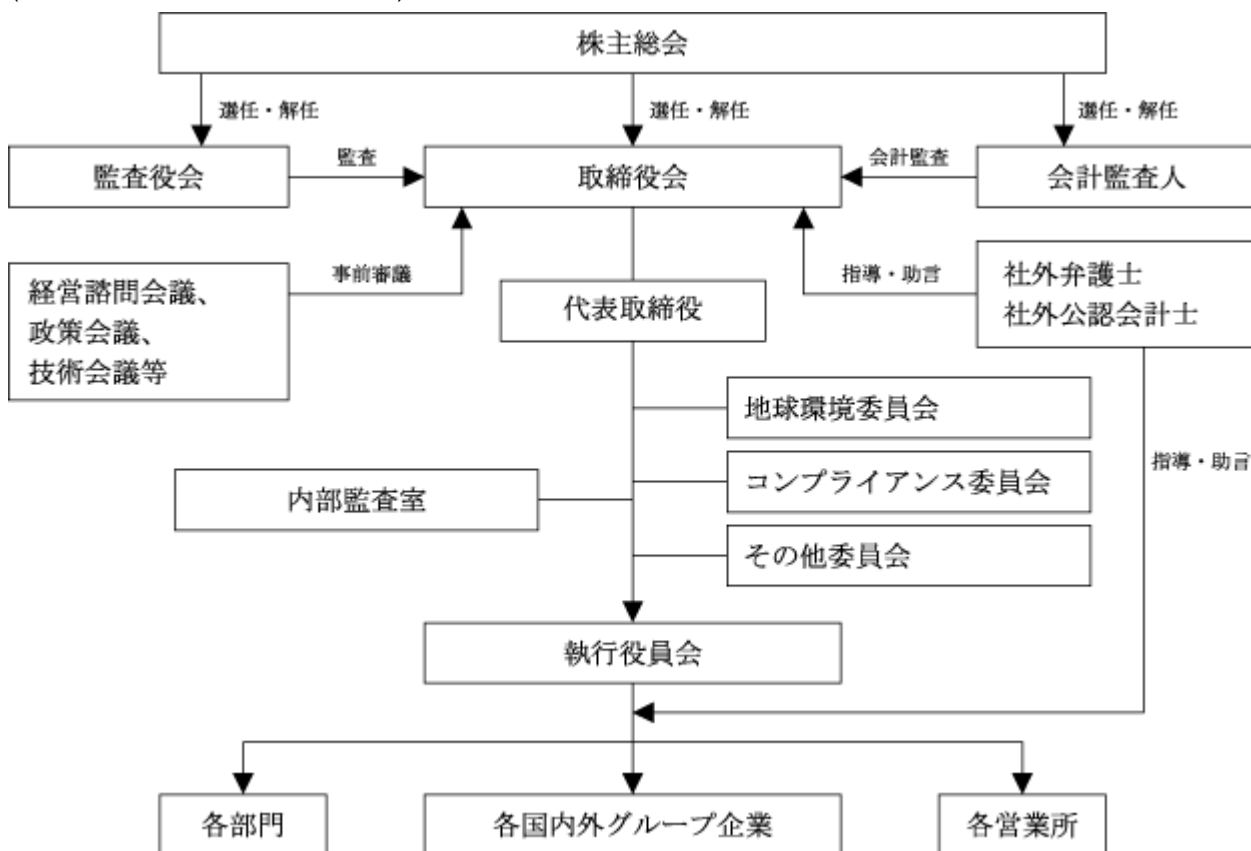 株主総会
選任・解任
選任・解任
選任・解任
監査役会
監査
取締役会
会計監査
会計監査人
経営諮問会議、
政策会議、
技術会議等
事前審議
指導・助言
社外弁護士
社外公認会計士
代表取締役
地球環境委員会
指導・助言
コンプライアンス委員会
内部監査室
その他委員会
執行役員会
各部門
各国内外グループ企業
各営業所